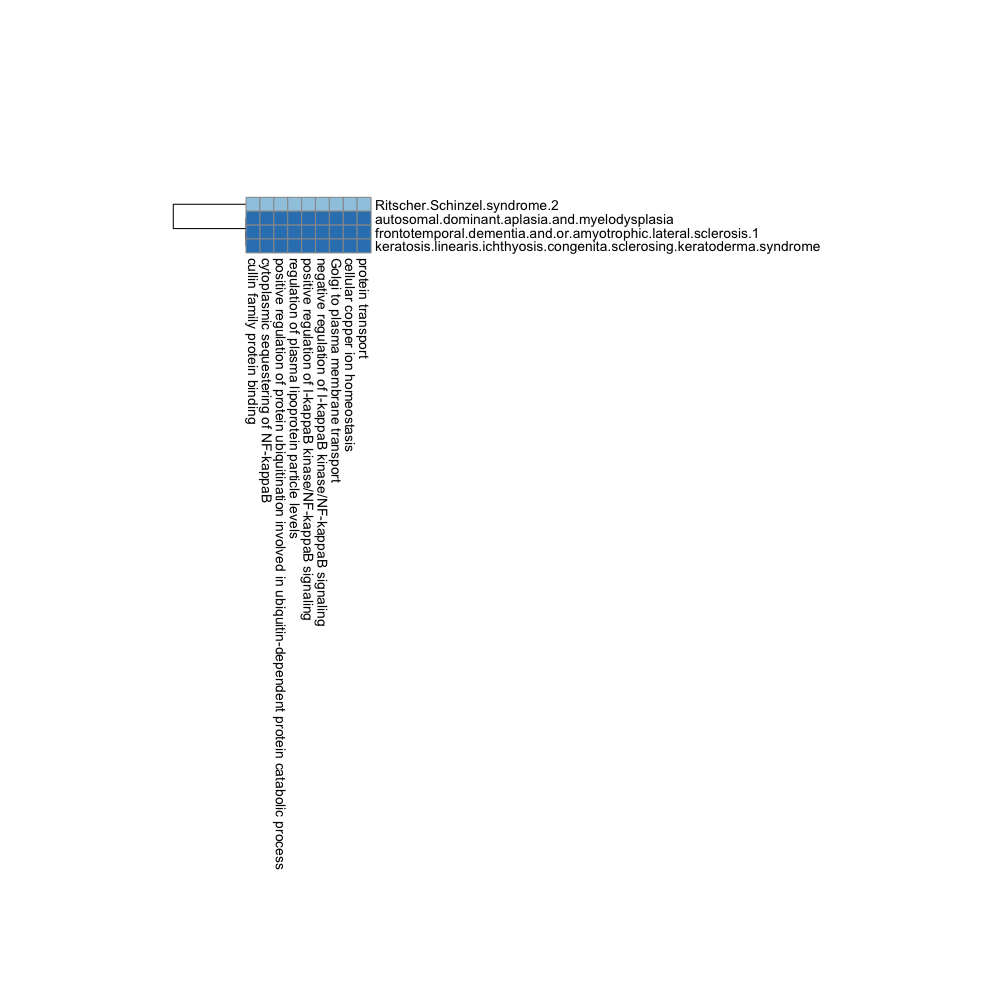 Ritscher.Schinzel.syndrome.2
autosomal.dominant.aplasia.and.myelodysplasia
frontotemporal.dementia.and.or.amyotrophic.lateral.sclerosis.1
keratosis.linearis.ichthyosis.congenita.sclerosing.keratoderma.syndrome
cullin family protein binding
cytoplasmic sequestering of NF-kappaB
positive regulation of protein ubiquitination involved in ubiquitin-dependent protein catabolic process
regulation of plasma lipoprotein particle levels
positive regulation of I-kappaB kinase/NF-kappaB signaling
negative regulation of I-kappaB kinase/NF-kappaB signaling
Golgi to plasma membrane transport
cellular copper ion homeostasis
protein transport